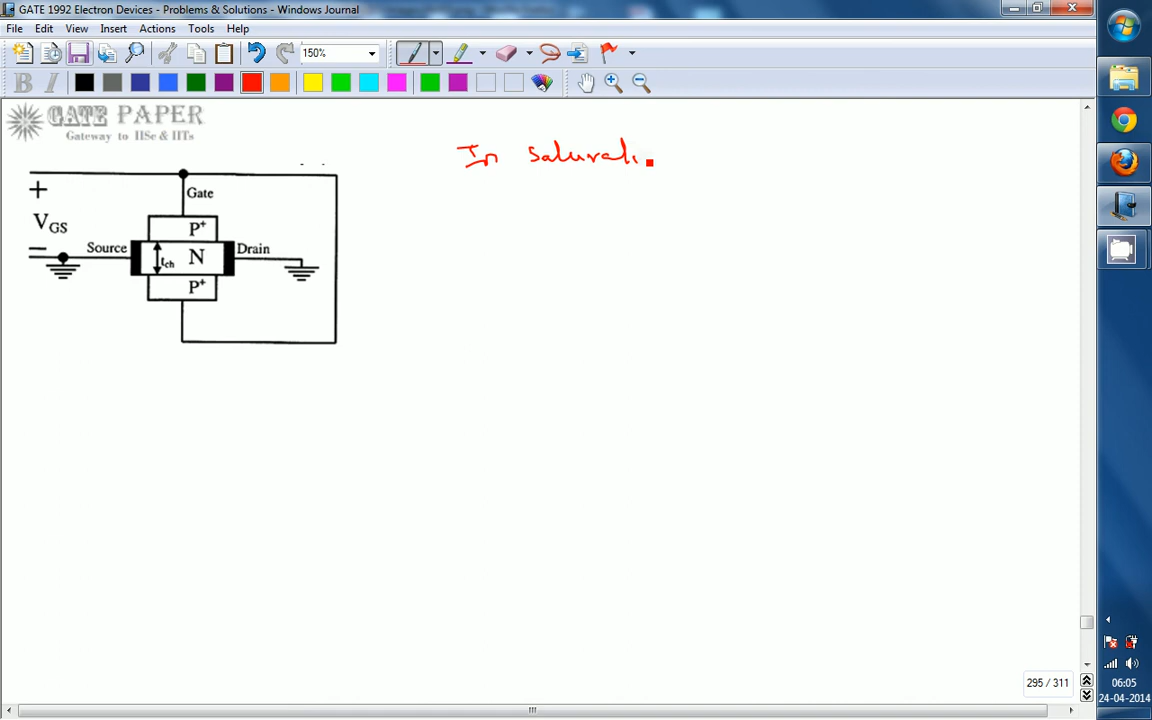 GATE 1992 Electron Devices - Problems & Solutions - Windows Journal
File Edit View Insert Actions Tools Help
150%
B I
GATE PAPER
Gateway to IISc & IITs
In Saturati
+
Gate
VGS
P+
−
Source
Drain
tch
N
P+
295 / 311
06:05
24-04-2014